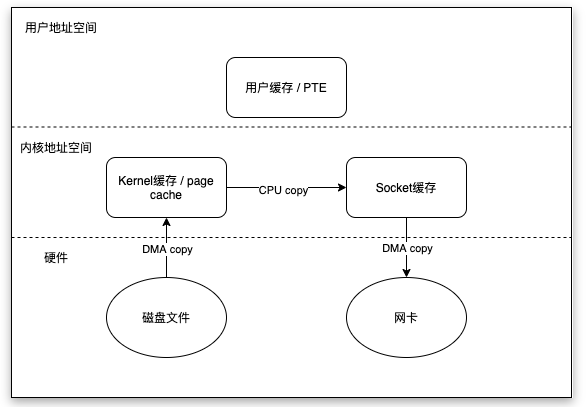 用户地址空间
用户缓存 / PTE
内核地址空间
Kernel缓存 / page
cache
CPU copy
Socket缓存
DMA copy
DMA copy
硬件
磁盘文件
网卡